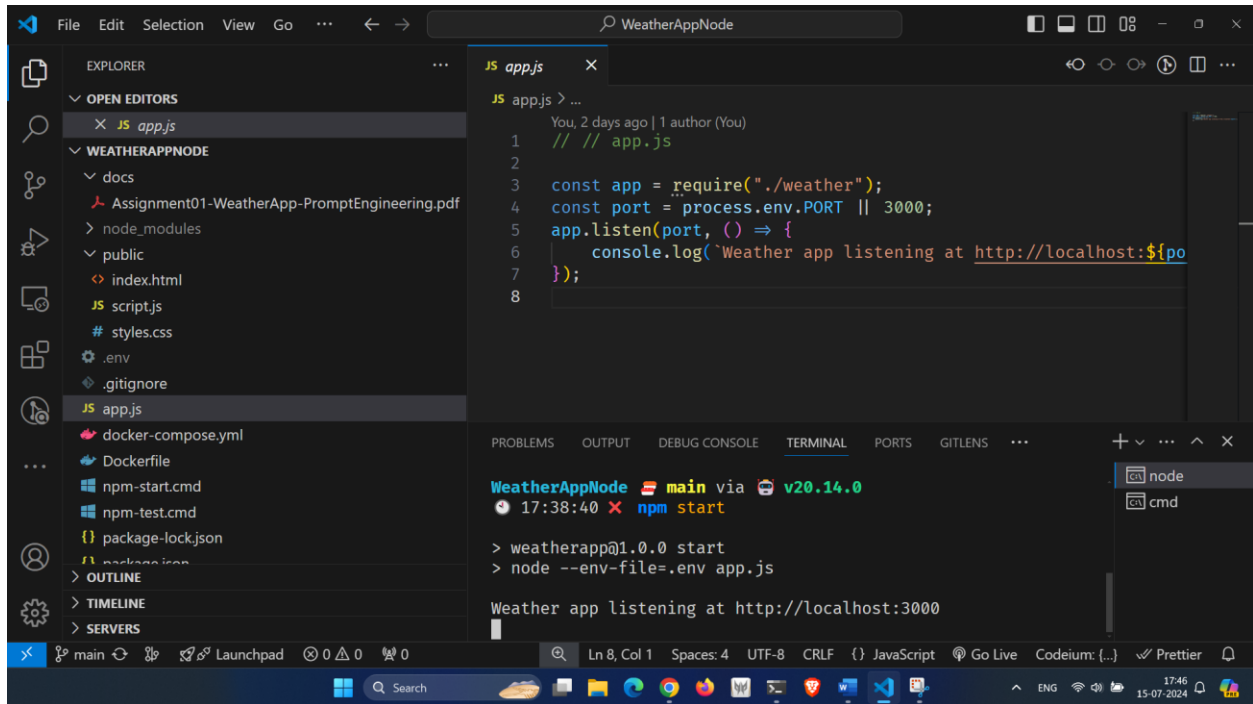 File Edit Selection View Go ··· WeatherAppNode
EXPLORER ···
OPEN EDITORS
JS app.js
WEATHERAPPNODE
docs
Assignment01-WeatherApp-PromptEngineering.pdf
node_modules
public
<> index.html
JS script.js
# styles.css
.env
.gitignore
JS app.js
docker-compose.yml
Dockerfile
npm-start.cmd
npm-test.cmd
{} package-lock.json
{} package.json
OUTLINE
TIMELINE
SERVERS
JS app.js
JS app.js > ...
You, 2 days ago | 1 author (You)
1 // // app.js
2
3 const app = require("./weather");
4 const port = process.env.PORT || 3000;
5 app.listen(port, () ⇒ {
6 console.log(`Weather app listening at http://localhost:${po
7 });
8
PROBLEMS OUTPUT DEBUG CONSOLE TERMINAL PORTS GITLENS ···
WeatherAppNode main via v20.14.0
17:38:40 npm start
> weatherapp@1.0.0 start
> node --env-file=.env app.js
Weather app listening at http://localhost:3000
node
cmd
main Launchpad 0 0 0 Ln 8, Col 1 Spaces: 4 UTF-8 CRLF {} JavaScript Go Live Codeium: {...} Prettier
Search ENG 17:46
15-07-2024